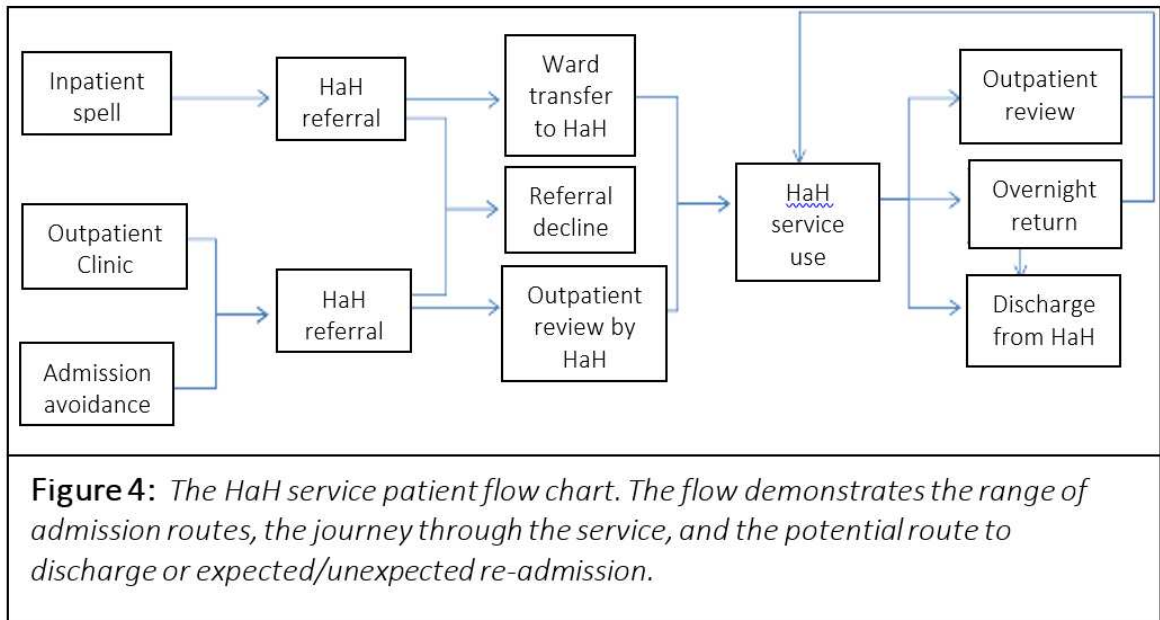 Inpatient
spell
HaH
referral
Ward
transfer
to HaH
Outpatient
review
Referral
decline
HaH
service
use
Overnight
return
Outpatient
Clinic
HaH
referral
Outpatient
review by
HaH
Discharge
from HaH
Admission
avoidance
Figure 4: The HaH service patient flow chart. The flow demonstrates the range of
admission routes, the journey through the service, and the potential route to
discharge or expected/unexpected re-admission.